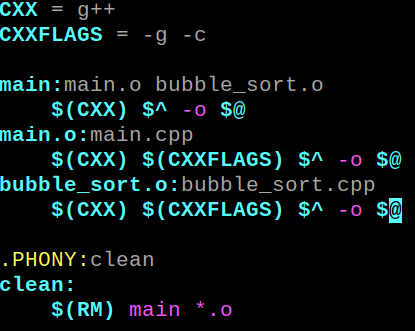 CXX = g++
CXXFLAGS = -g -c

main:main.o bubble_sort.o
    $(CXX) $^ -o $@
main.o:main.cpp
    $(CXX) $(CXXFLAGS) $^ -o $@
bubble_sort.o:bubble_sort.cpp
    $(CXX) $(CXXFLAGS) $^ -o $@

.PHONY:clean
clean:
    $(RM) main *.o